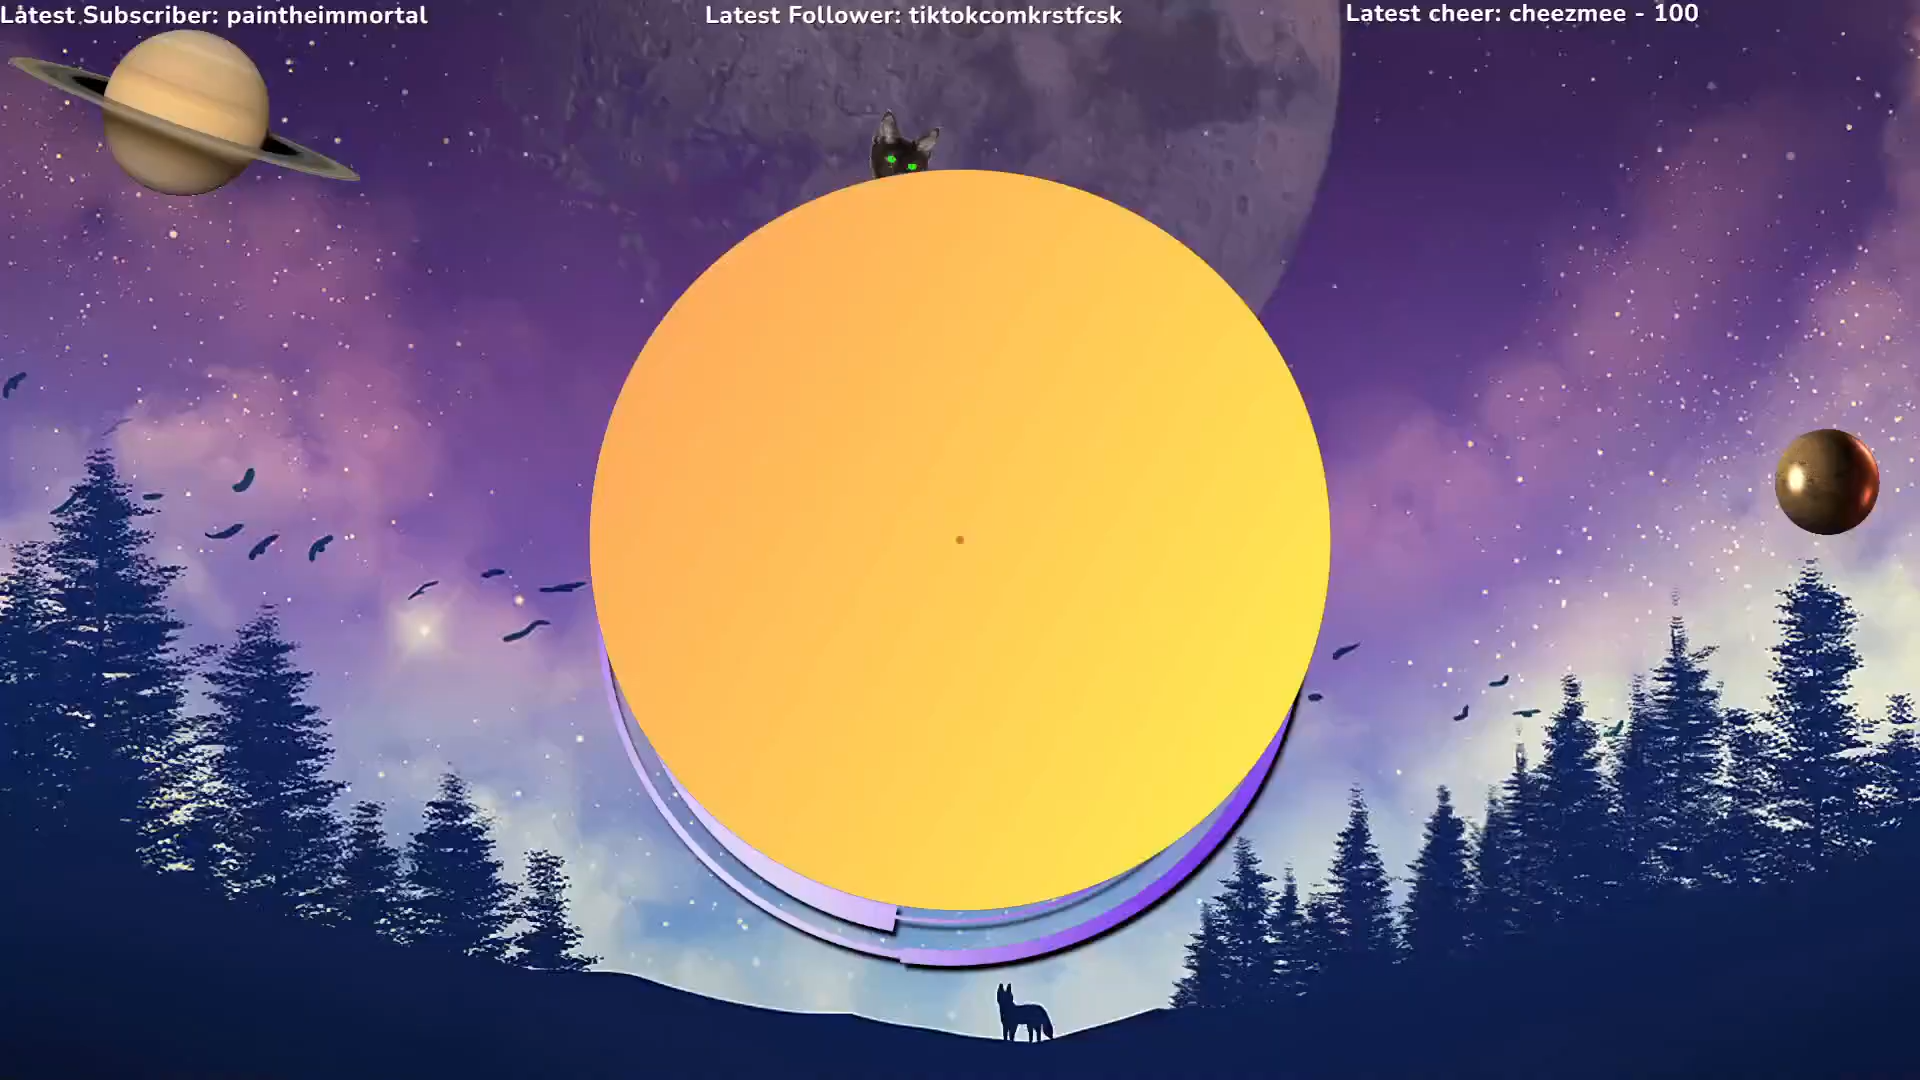 Latest Subscriber: paintheimmortal
Latest Follower: tiktokcomkrstfcsk
Latest cheer: cheezmee - 100